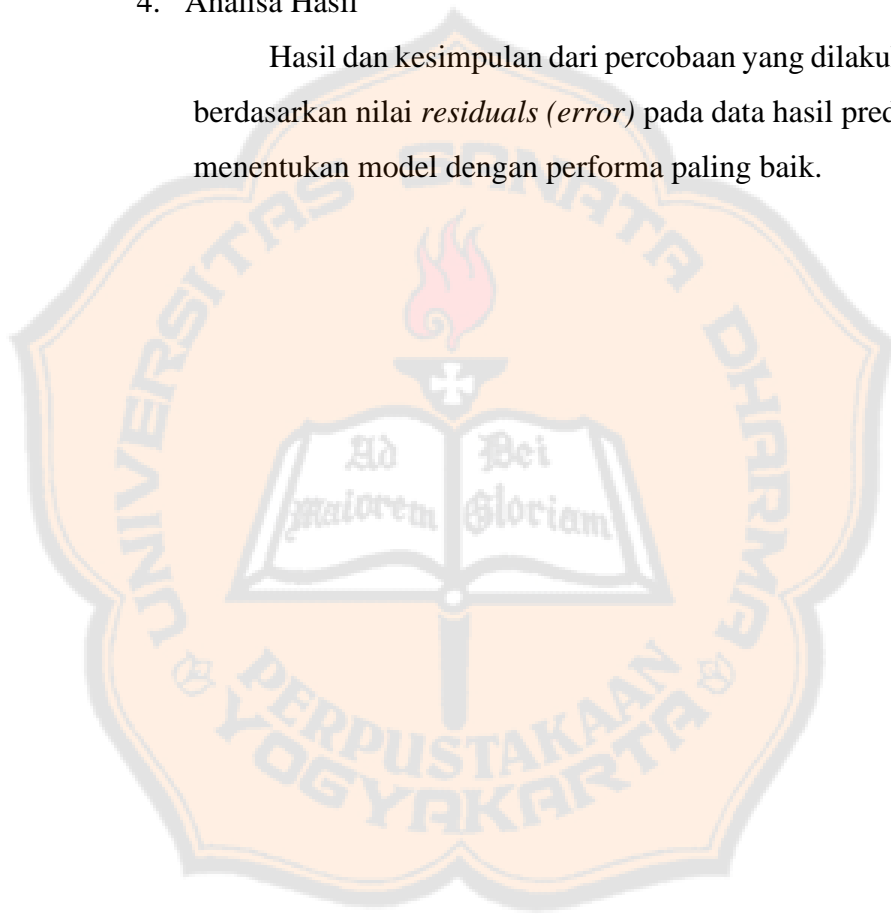 4. Analisa Hasil
Hasil dan kesimpulan dari percobaan yang dilaku
berdasarkan nilai residuals (error) pada data hasil pred
menentukan model dengan performa paling baik.
UNIVERSITAS SANATA DHARMA
Ad
Maiorem
Dei
Gloriam
PERPUSTAKAAN
YOGYAKARTA